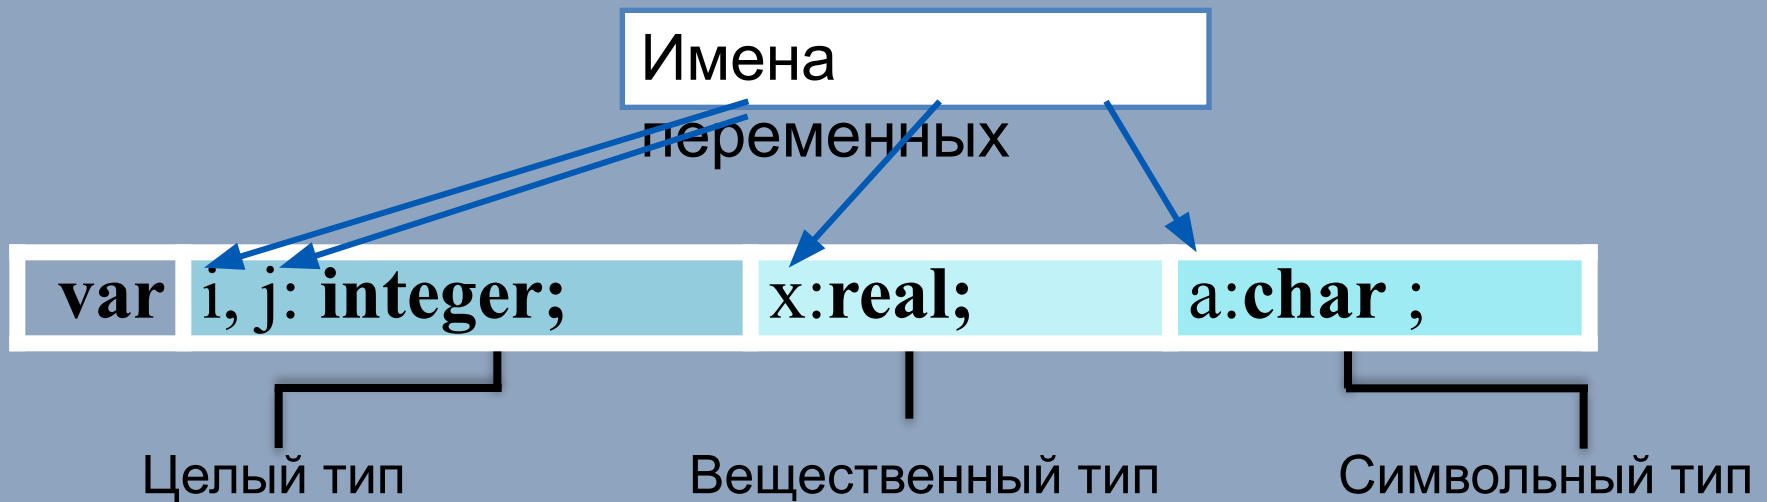 Имена
переменных
var i, j: integer; x:real; a:char ;
Целый тип Вещественный тип Символьный тип